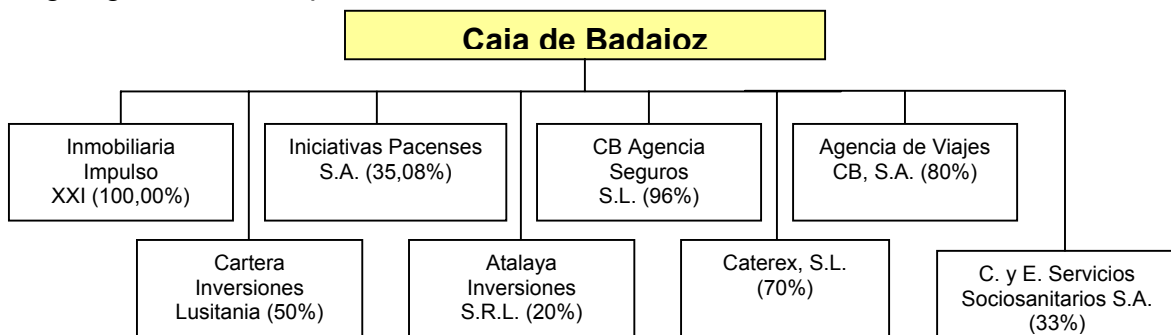 Caja de Badajoz
Inmobiliaria
Impulso
XXI (100,00%)
Iniciativas Pacenses
S.A. (35,08%)
CB Agencia
Seguros
S.L. (96%)
Agencia de Viajes
CB, S.A. (80%)
Cartera
Inversiones
Lusitania (50%)
Atalaya
Inversiones
S.R.L. (20%)
Caterex, S.L.
(70%)
C. y E. Servicios
Sociosanitarios S.A.
(33%)